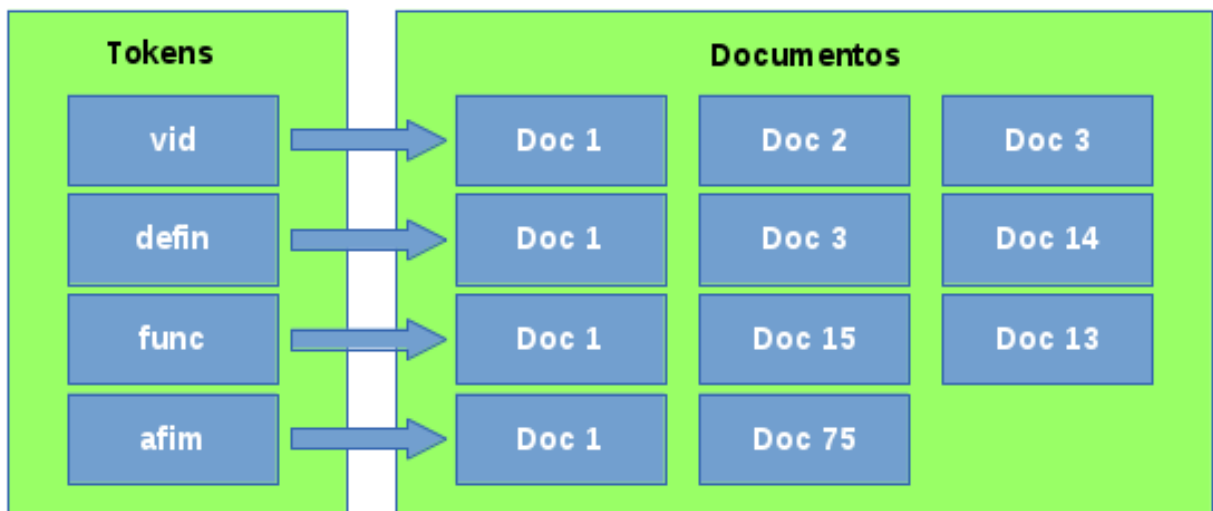 Tokens Documentos
vid Doc 1 Doc 2 Doc 3
defin Doc 1 Doc 3 Doc 14
func Doc 1 Doc 15 Doc 13
afim Doc 1 Doc 75